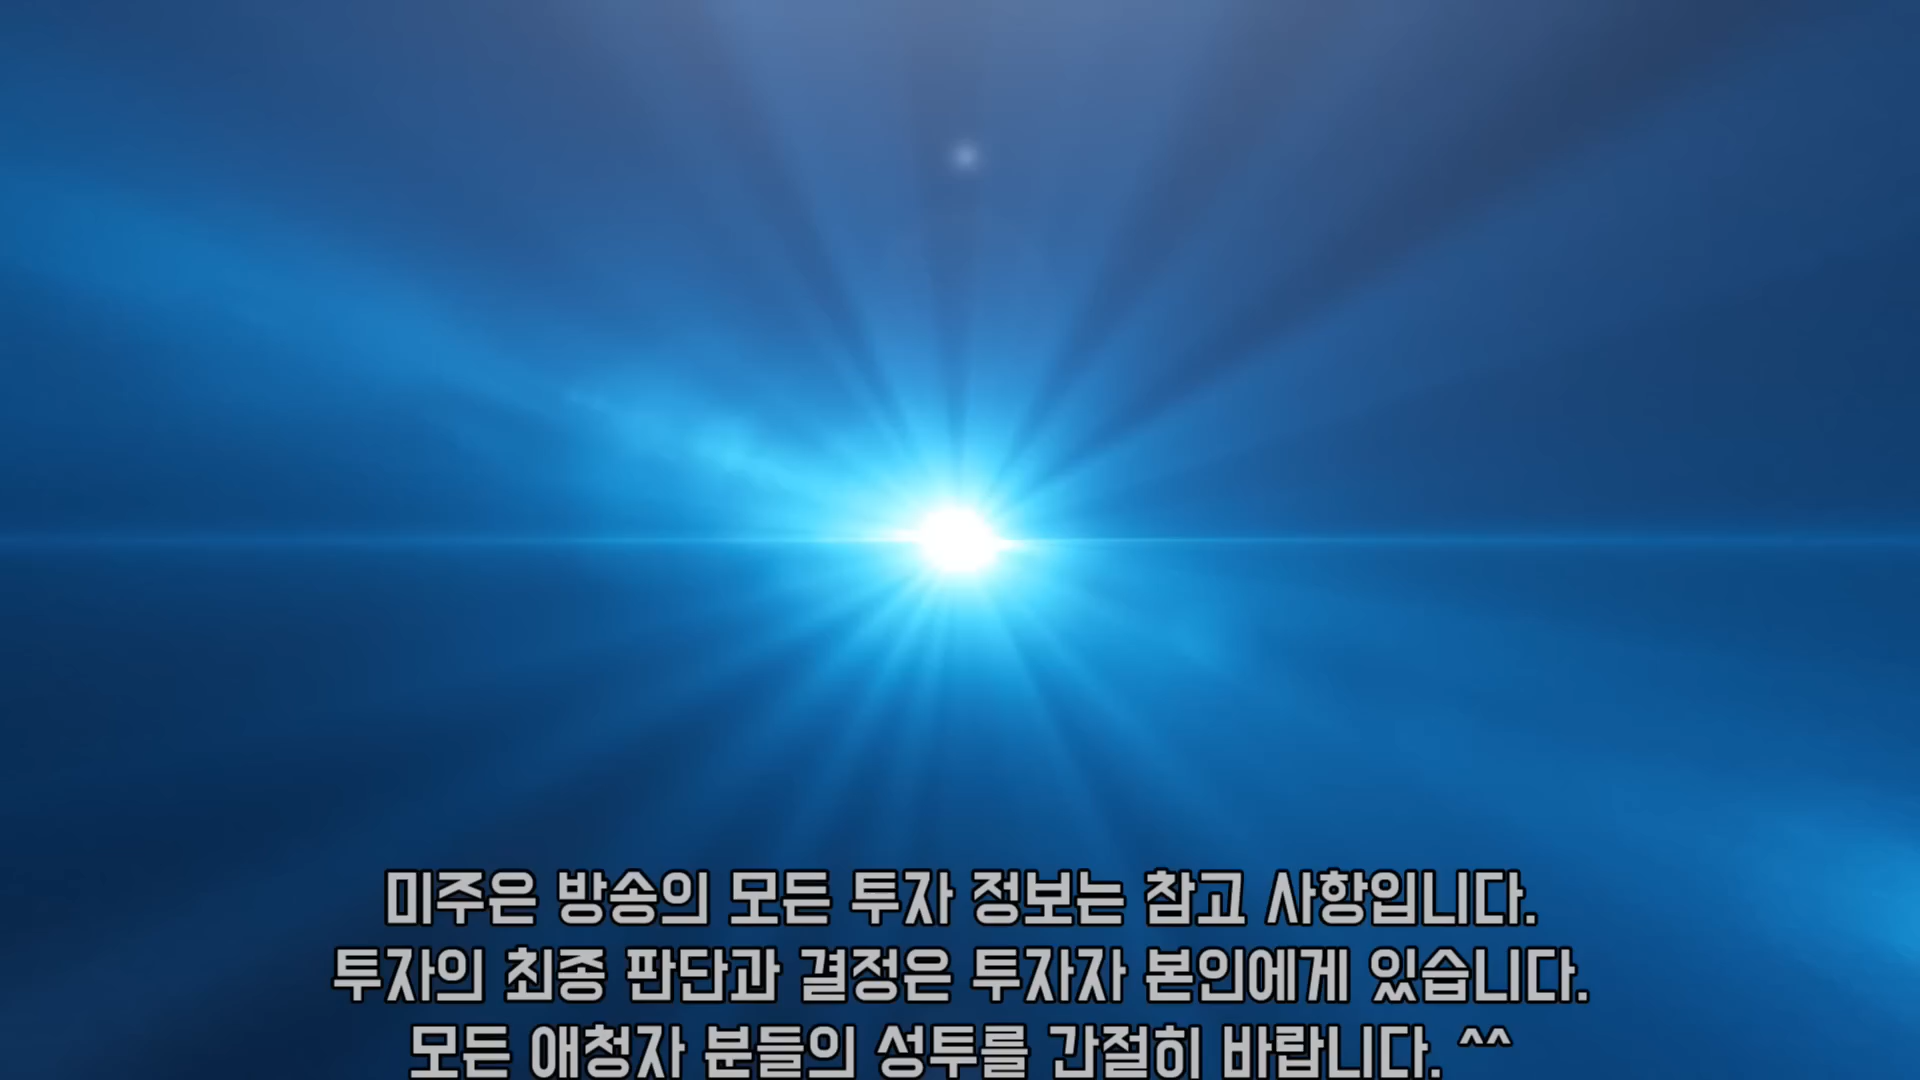 미주은 방송의 모든 투자 정보는 참고 사항입니다.
투자의 최종 판단과 결정은 투자자 본인에게 있습니다.
모든 애청자 분들의 성투를 간절히 바랍니다. ^^